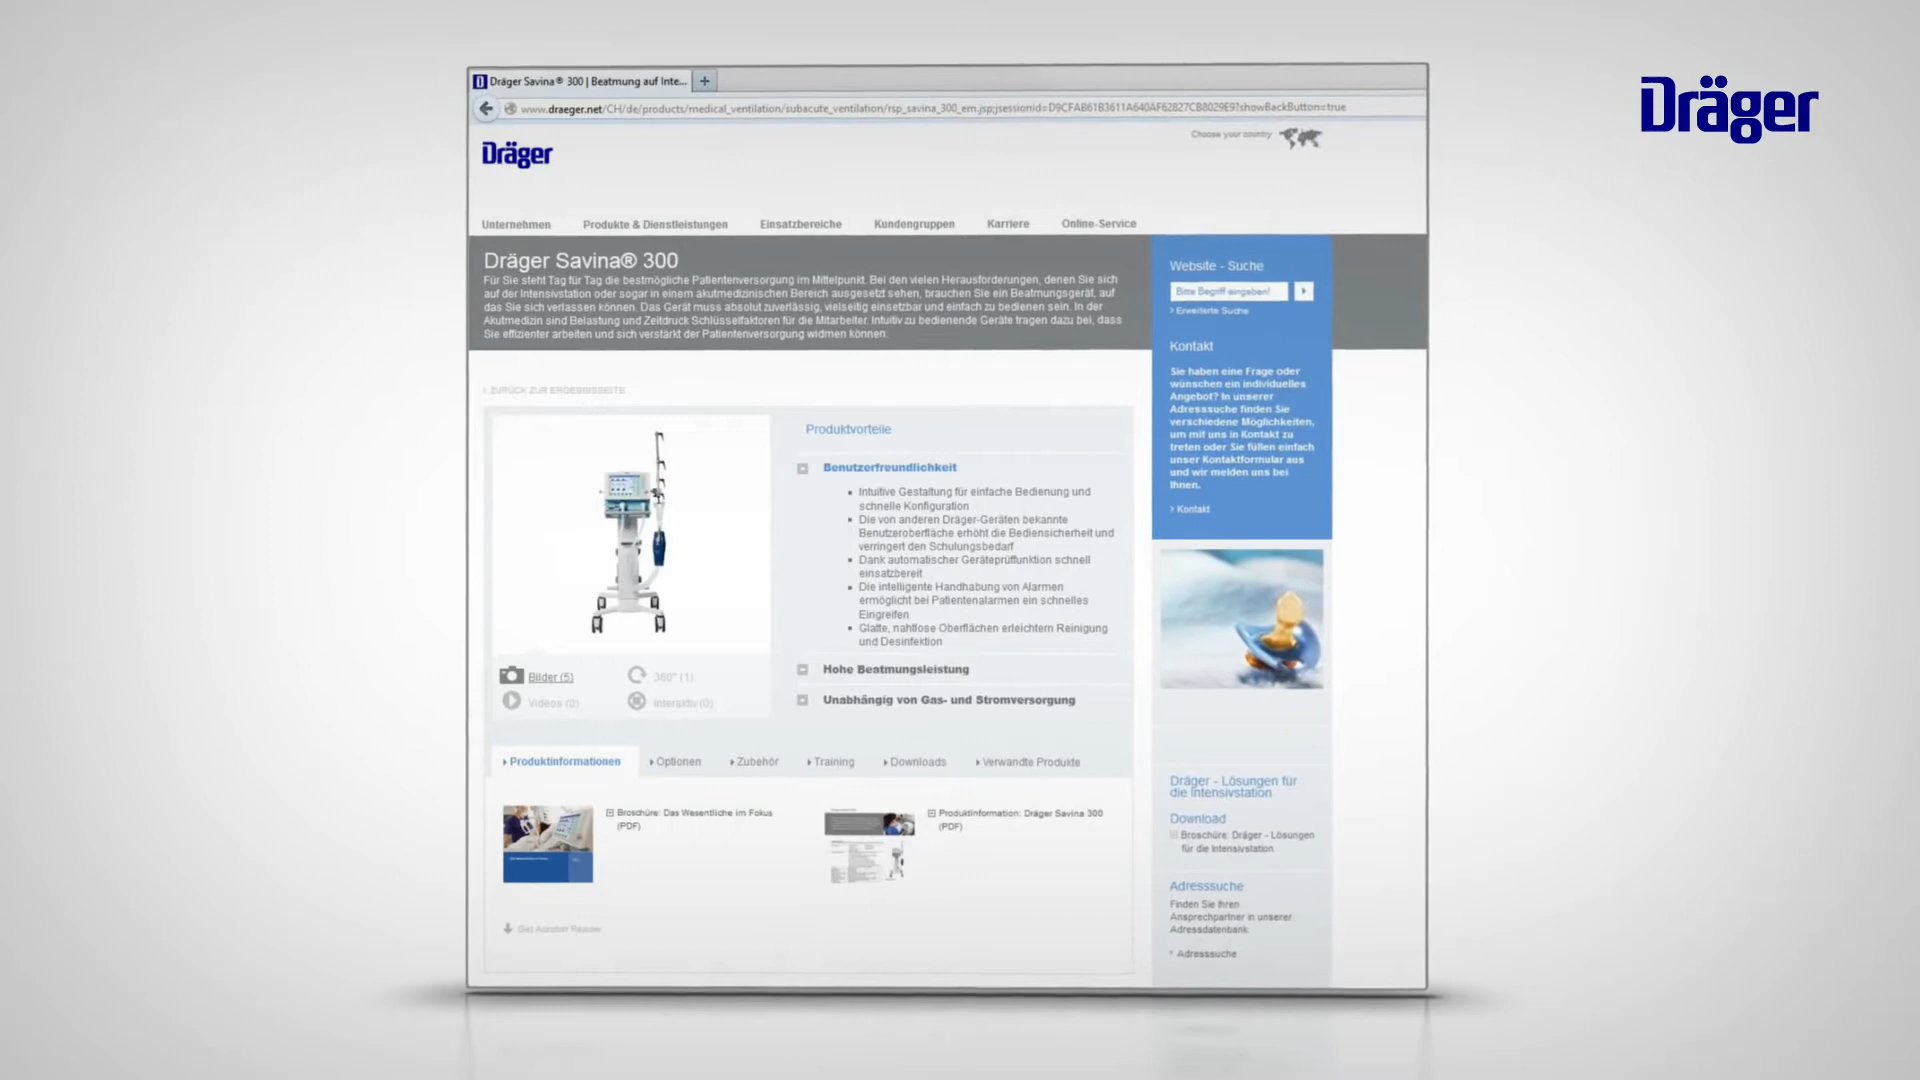 Dräger Savina® 300 | Beatmung auf Inte...
+
www.draeger.net/CH/de/products/medical_ventilation/subacute_ventilation/rsp_savina_300_em.jsp;jsessionid=D9CFAB61B3611A640AF62827CB8029E9?showBackButton=true
Dräger
Choose your country
Dräger
Unternehmen
Produkte & Dienstleistungen
Einsatzbereiche
Kundengruppen
Karriere
Online-Service
Dräger Savina® 300
Für Sie steht Tag für Tag die bestmögliche Patientenversorgung im Mittelpunkt. Bei den vielen Herausforderungen, denen Sie sich
auf der Intensivstation oder sogar in einem akutmedizinischen Bereich ausgesetzt sehen, brauchen Sie ein Beatmungsgerät, auf
das Sie sich verlassen können. Das Gerät muss absolut zuverlässig, vielseitig einsetzbar und einfach zu bedienen sein. In der
Akutmedizin sind Belastung und Zeitdruck Schlüsselfaktoren für die Mitarbeiter. Intuitiv zu bedienende Geräte tragen dazu bei, dass
Sie effizienter arbeiten und sich verstärkt der Patientenversorgung widmen können.
Website - Suche
Bitte Begriff eingeben!
Erweiterte Suche
Kontakt
Sie haben eine Frage oder
wünschen ein individuelles
Angebot? In unserer
Adresssuche finden Sie
verschiedene Möglichkeiten,
um mit uns in Kontakt zu
treten oder Sie füllen einfach
unser Kontaktformular aus
und wir melden uns bei
Ihnen.
Kontakt
ZURÜCK ZUR ERGEBNISSEITE
Produktvorteile
Benutzerfreundlichkeit
Intuitive Gestaltung für einfache Bedienung und
schnelle Konfiguration
Die von anderen Dräger-Geräten bekannte
Benutzeroberfläche erhöht die Bediensicherheit und
verringert den Schulungsbedarf
Dank automatischer Geräteprüffunktion schnell
einsatzbereit
Die intelligente Handhabung von Alarmen
ermöglicht bei Patientenalarmen ein schnelles
Eingreifen
Glatte, nahtlose Oberflächen erleichtern Reinigung
und Desinfektion
Hohe Beatmungsleistung
Unabhängig von Gas- und Stromversorgung
Bilder (5)
360° (1)
Videos (0)
Interaktiv (0)
Produktinformationen
Optionen
Zubehör
Training
Downloads
Verwandte Produkte
Broschüre: Das Wesentliche im Fokus
(PDF)
Produktinformation: Dräger Savina 300
(PDF)
Get Acrobat Reader
Dräger - Lösungen für
die Intensivstation
Download
Broschüre: Dräger - Lösungen
für die Intensivstation
Adresssuche
Finden Sie Ihren
Ansprechpartner in unserer
Adressdatenbank.
Adresssuche